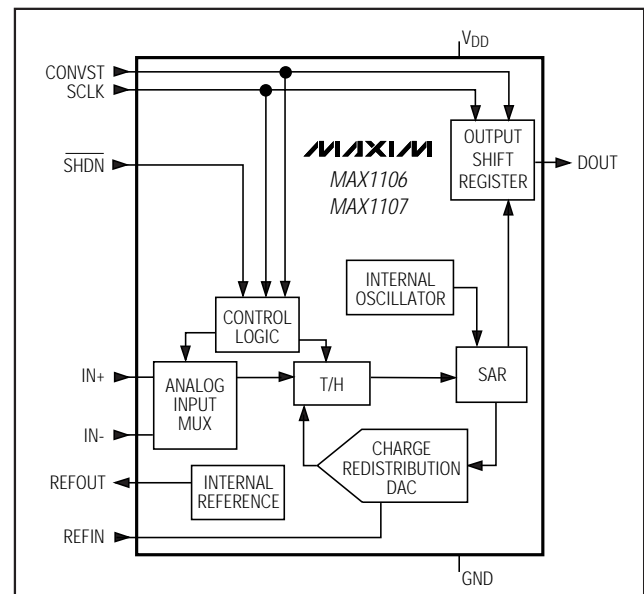 VDD
CONVST
SCLK
SHDN
MAXIM
MAX1106
MAX1107
OUTPUT
SHIFT
REGISTER
DOUT
INTERNAL
OSCILLATOR
CONTROL
LOGIC
IN+
IN-
ANALOG
INPUT
MUX
T/H
SAR
CHARGE
REDISTRIBUTION
DAC
REFOUT
INTERNAL
REFERENCE
REFIN
GND